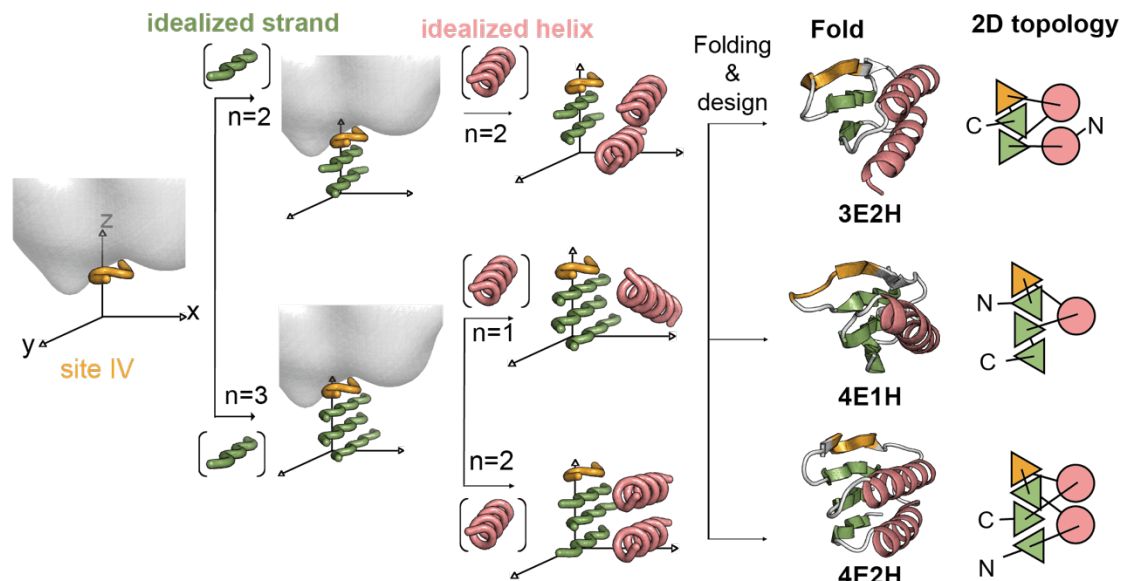 idealized strand
idealized helix
Folding
&
design
Fold
2D topology
n=2
n=2
C
N
3E2H
z
x
y
site IV
n=1
N
C
4E1H
n=3
n=2
C
N
4E2H